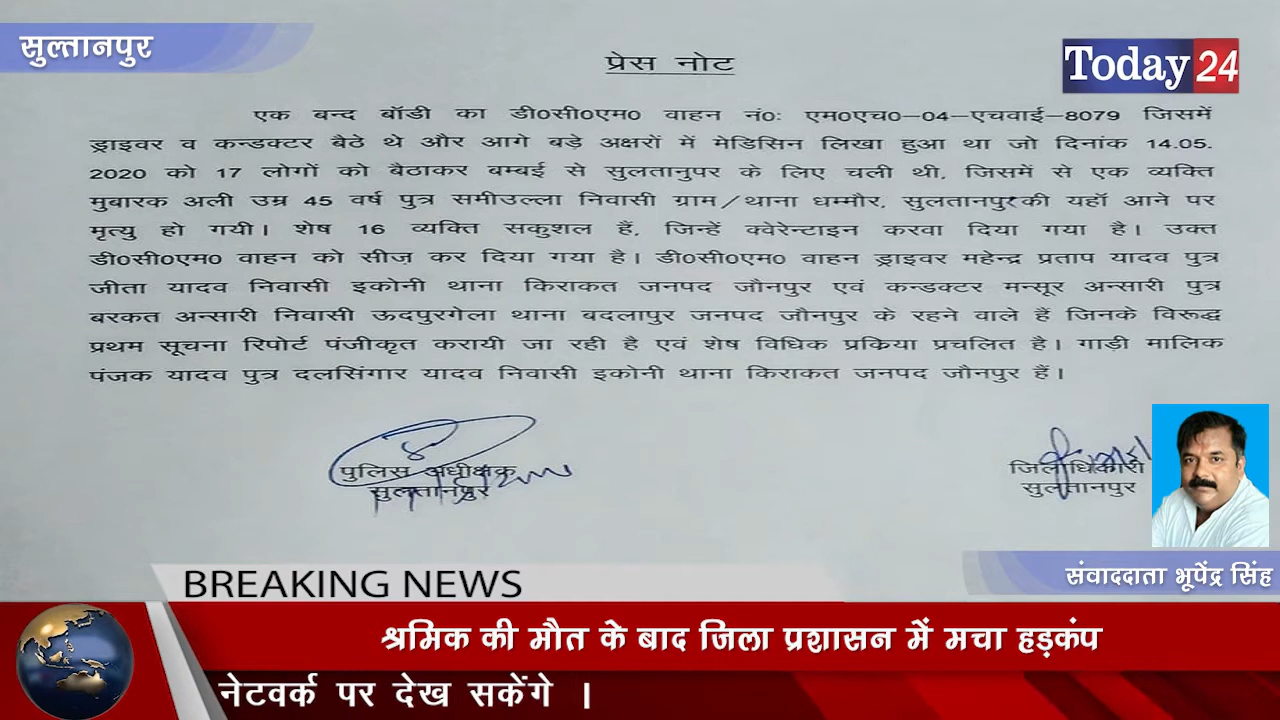 सुल्तानपुर
Today 24
प्रेस नोट
एक बन्द बॉडी का डी0सी0एम0 वाहन नं0: एम0एच0-04-एचवाई-8079 जिसमें
ड्राइवर व कन्डक्टर बैठे थे और आगे बड़े अक्षरों में मेडिसिन लिखा हुआ था जो दिनांक 14.05.
2020 को 17 लोगों को बैठाकर बम्बई से सुलतानुपर के लिए चली थी, जिसमें से एक व्यक्ति
मुबारक अली उम्र 45 वर्ष पुत्र समीउल्ला निवासी ग्राम/थाना धम्मौर, सुलतानपुर की यहॉ आने पर
मृत्यु हो गयी। शेष 16 व्यक्ति सकुशल हैं, जिन्हें क्वेरेन्टाइन करवा दिया गया है। उक्त
डी0सी0एम0 वाहन को सीज़ कर दिया गया है। डी0सी0एम0 वाहन ड्राइवर महेन्द्र प्रताप यादव पुत्र
जीता यादव निवासी इकोनी थाना किराकत जनपद जौनपुर एवं कन्डक्टर मन्सूर अन्सारी पुत्र
बरकत अन्सारी निवासी ऊदपुरगेला थाना बदलापुर जनपद जौनपुर के रहने वाले हैं जिनके विरूद्ध
प्रथम सूचना रिपोर्ट पंजीकृत करायी जा रही है एवं शेष विधिक प्रक्रिया प्रचलित है। गाड़ी मालिक
पंजक यादव पुत्र दलसिंगार यादव निवासी इकोनी थाना किराकत जनपद जौनपुर हैं।
पुलिस अधीक्षक
सुलतानपुर
जिलाधिकारी
सुलतानपुर
संवाददाता भूपेंद्र सिंह
BREAKING NEWS
श्रमिक की मौत के बाद जिला प्रशासन में मचा हड़कंप
नेटवर्क पर देख सकेंगे ।